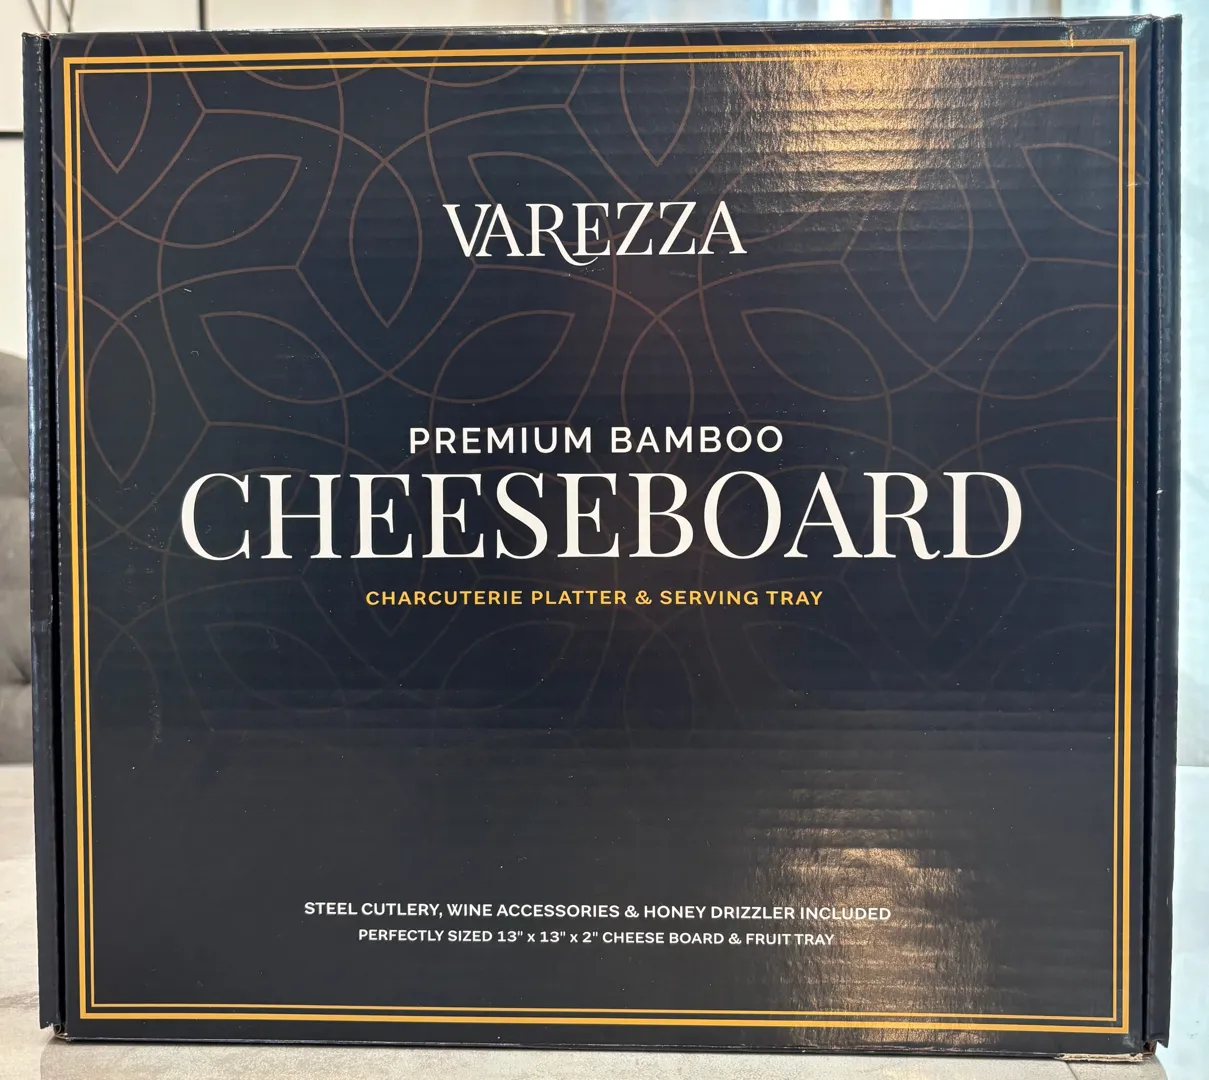 VAREZZA
PREMIUM BAMBOO
CHEESEBOARD
CHARCUTERIE PLATTER & SERVING TRAY
STEEL CUTLERY, WINE ACCESSORIES & HONEY DRIZZLER INCLUDED
PERFECTLY SIZED 13" x 13" x 2" CHEESE BOARD & FRUIT TRAY